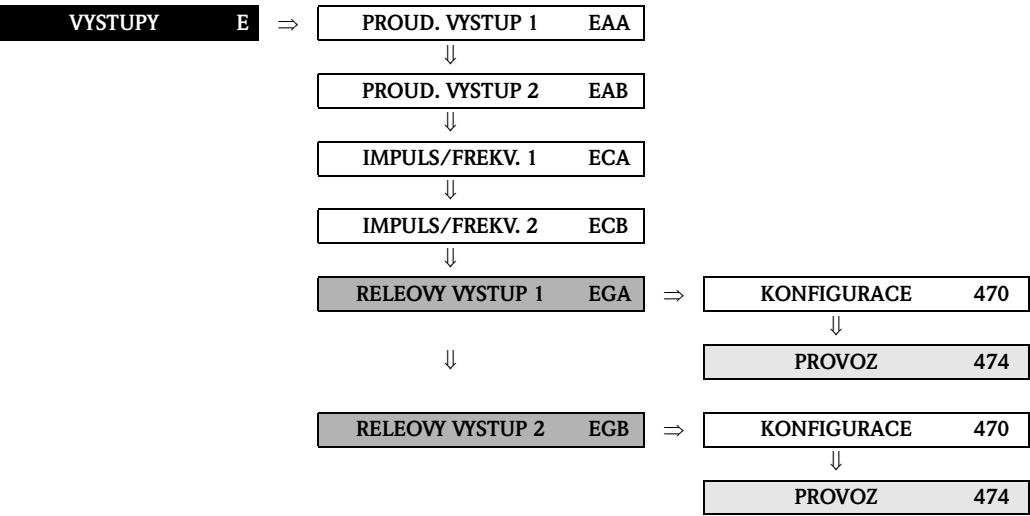 VYSTUPY E ⇒ PROUD. VYSTUP 1 EAA
⇓
PROUD. VYSTUP 2 EAB
⇓
IMPULS/FREKV. 1 ECA
⇓
IMPULS/FREKV. 2 ECB
⇓
RELEOVY VYSTUP 1 EGA ⇒ KONFIGURACE 470
⇓
⇓ PROVOZ 474
RELEOVY VYSTUP 2 EGB ⇒ KONFIGURACE 470
⇓
PROVOZ 474